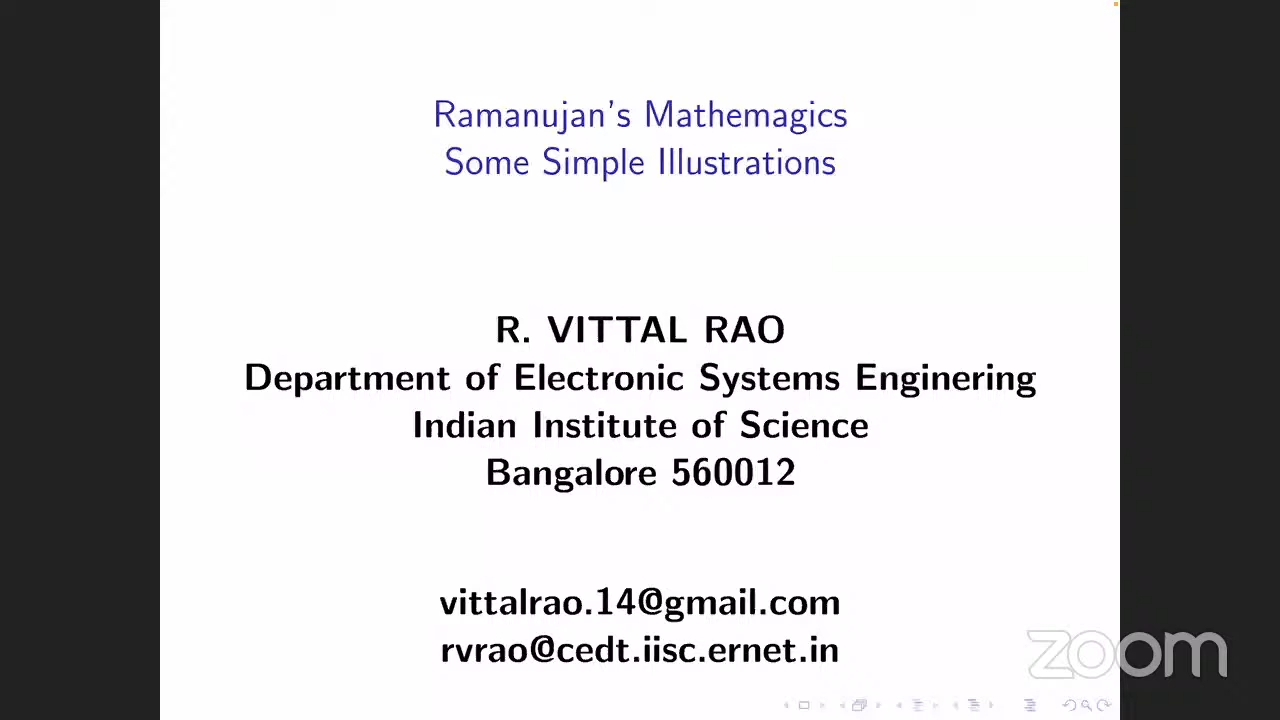 Ramanujan's Mathemagics
Some Simple Illustrations
R. VITTAL RAO
Department of Electronic Systems Enginering
Indian Institute of Science
Bangalore 560012
vittalrao.14@gmail.com
rvrao@cedt.iisc.ernet.in
zoom